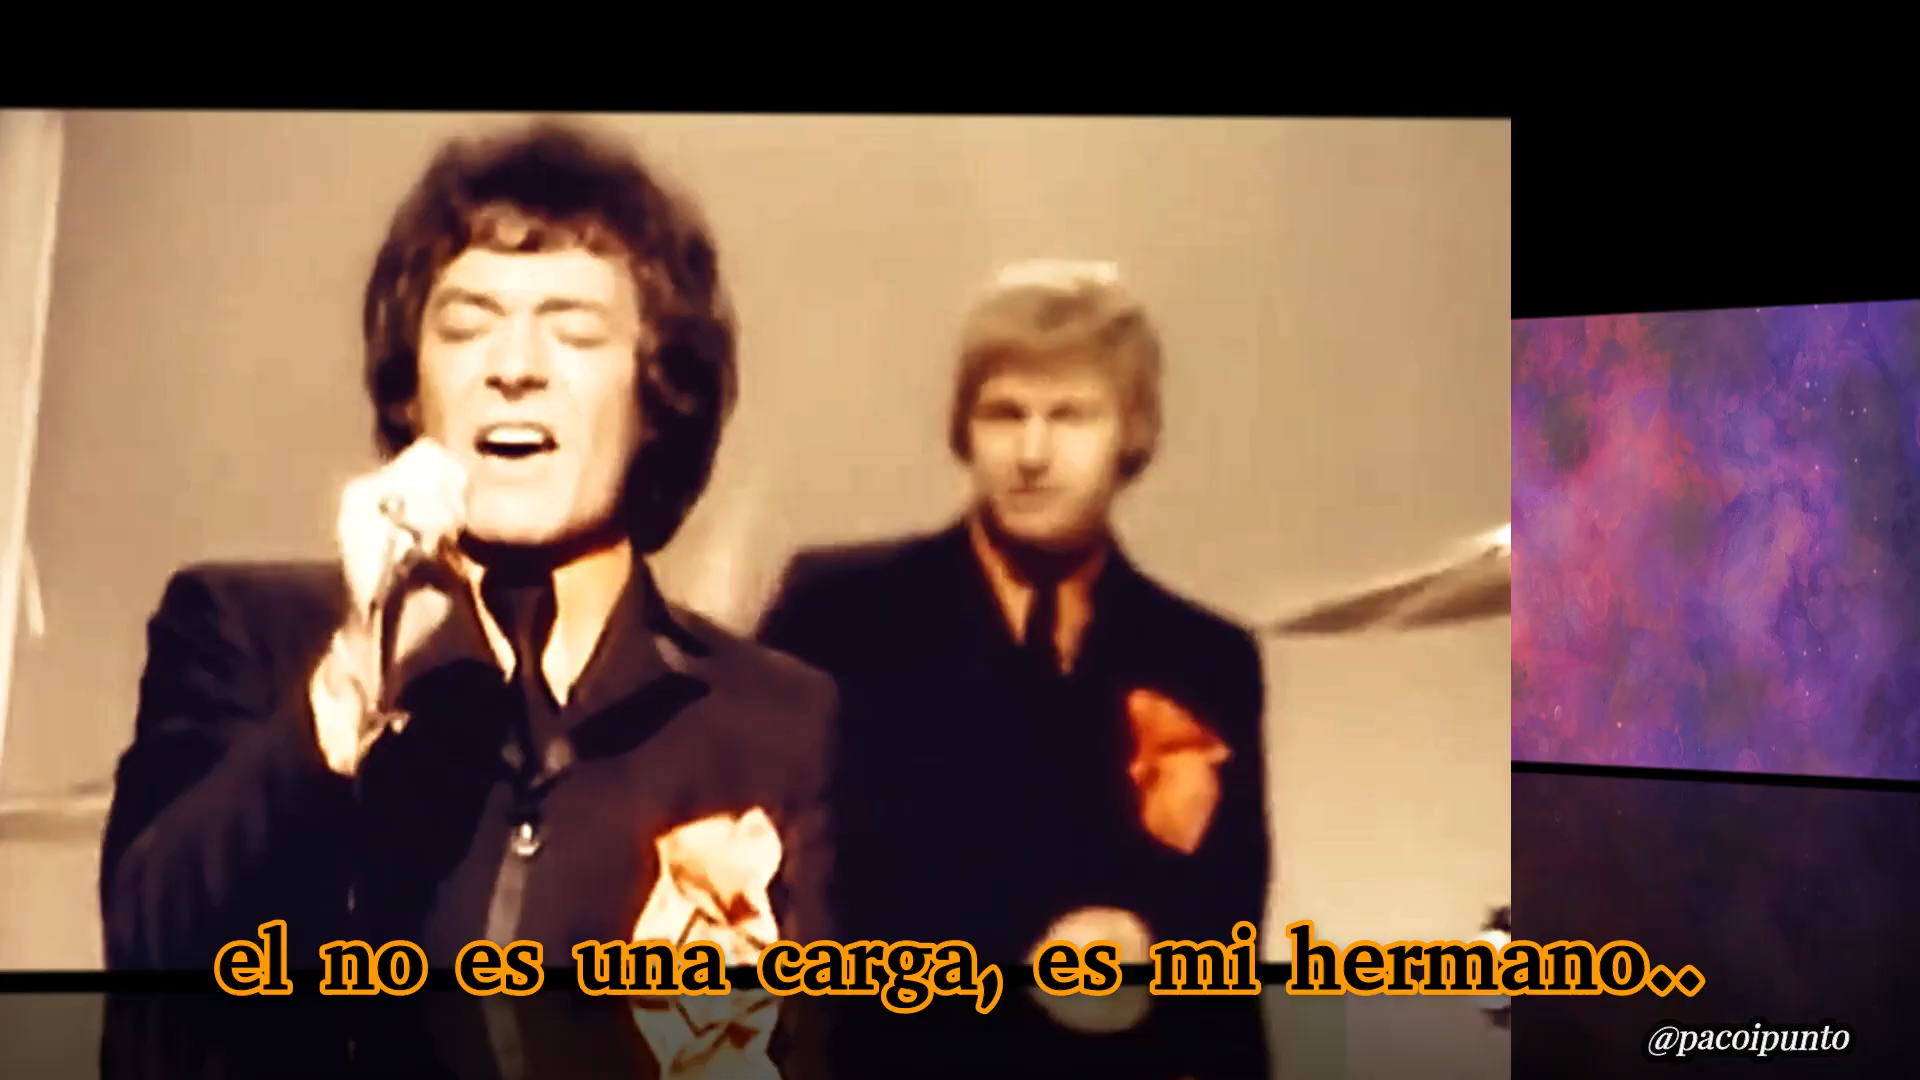 el no es una carga, es mi hermano..
@pacoipunto